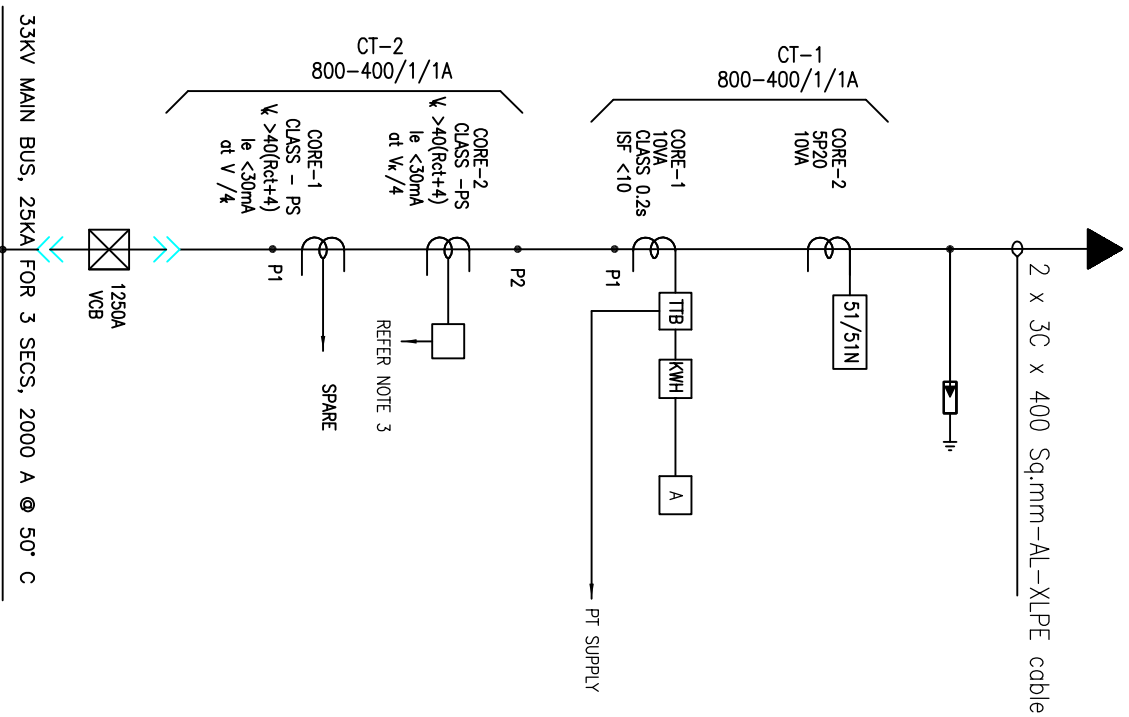 CT-2
800-400/1/1A
CT-1
800-400/1/1A
CORE-1
CLASS - PS
Vk >40(Rct+4)
Ie <30mA
at V /4
CORE-2
CLASS -PS
Vk >40(Rct+4)
Ie <30mA
at Vk/4
CORE-1
10VA
CLASS 0.2s
ISF <10
CORE-2
5P20
10VA
P1
P2
P1
1250A
VCB
SPARE
REFER NOTE 3
TTB
KWH
A
51/51N
PT SUPPLY
2 x 3C x 400 Sq.mm-AL-XLPE cable
33KV MAIN BUS, 25KA FOR 3 SECS, 2000 A @ 50° C